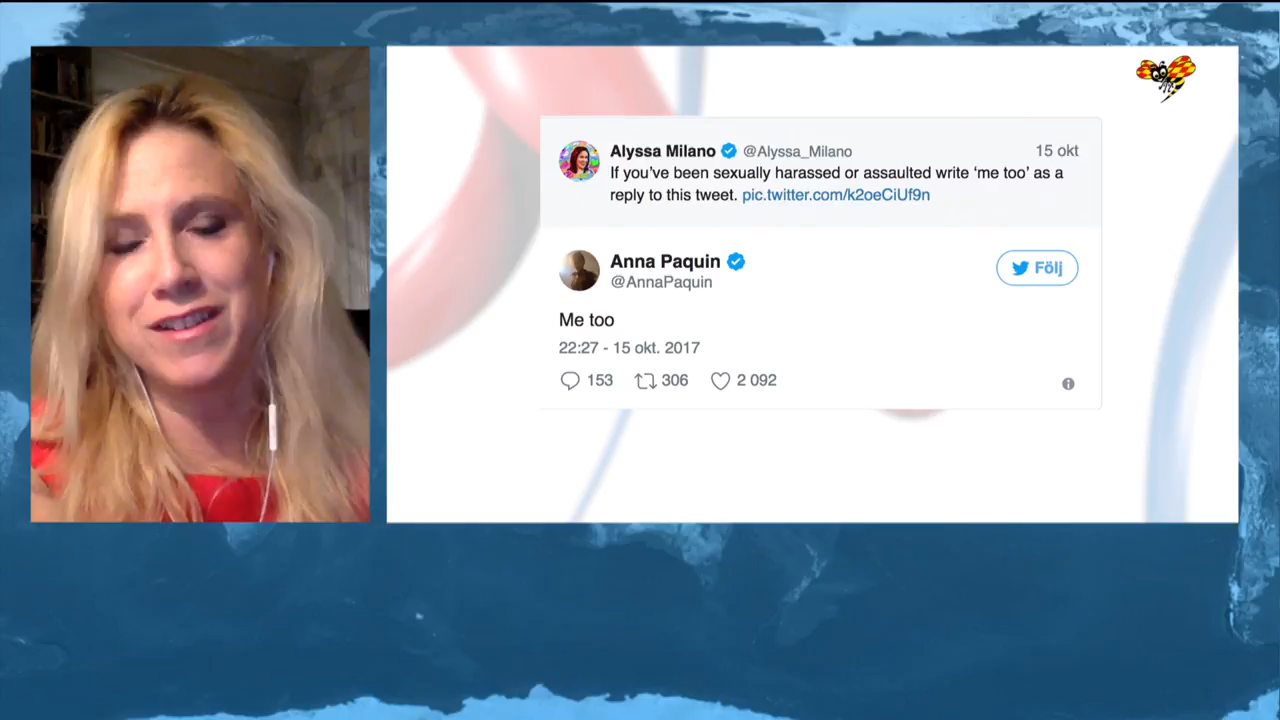 Alyssa Milano @Alyssa_Milano 15 okt
If you've been sexually harassed or assaulted write ‘me too’ as a
reply to this tweet. pic.twitter.com/k2oeCiUf9n
Anna Paquin Följ
@AnnaPaquin
Me too
22:27 - 15 okt. 2017
153 306 2 092